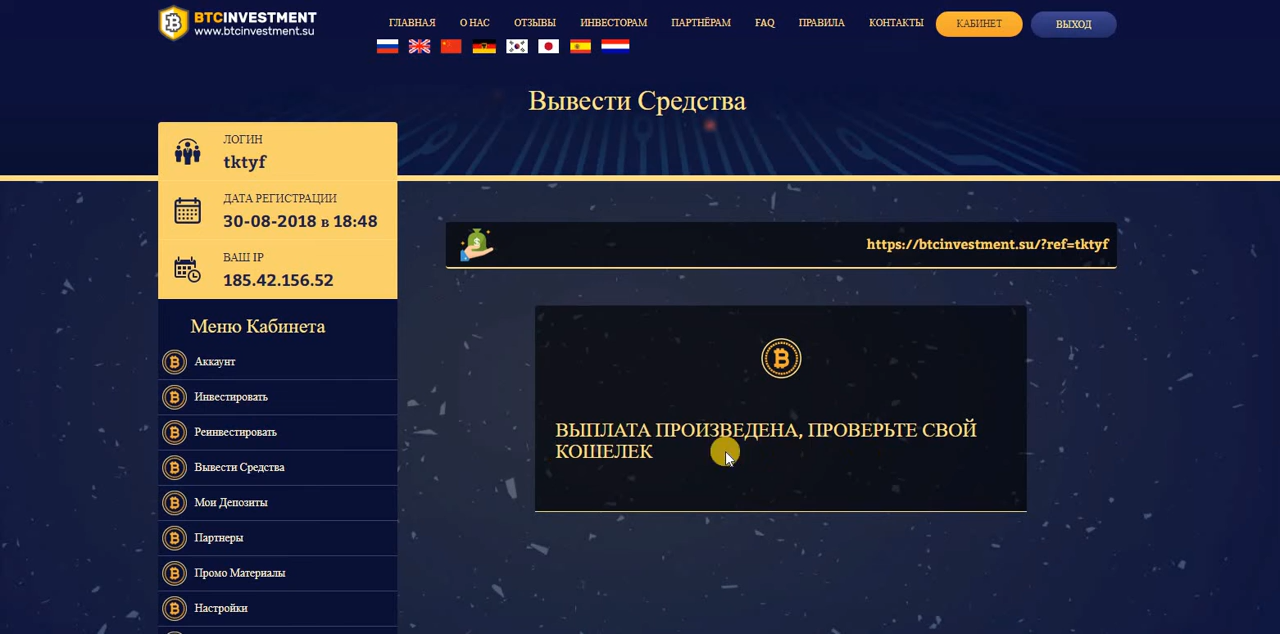 BTCINVESTMENT
www.btcinvestment.su
ГЛАВНАЯ О НАС ОТЗЫВЫ ИНВЕСТОРАМ ПАРТНЁРАМ FAQ ПРАВИЛА КОНТАКТЫ КАБИНЕТ ВЫХОД
Вывести Средства
ЛОГИН
tktyf
ДАТА РЕГИСТРАЦИИ
30-08-2018 в 18:48
ВАШ IP
185.42.156.52
https://btcinvestment.su/?ref=tktyf
Меню Кабинета
Аккаунт
Инвестировать
Реинвестировать
Вывести Средства
Мои Депозиты
Партнеры
Промо Материалы
Настройки
ВЫПЛАТА ПРОИЗВЕДЕНА, ПРОВЕРЬТЕ СВОЙ
КОШЕЛЕК